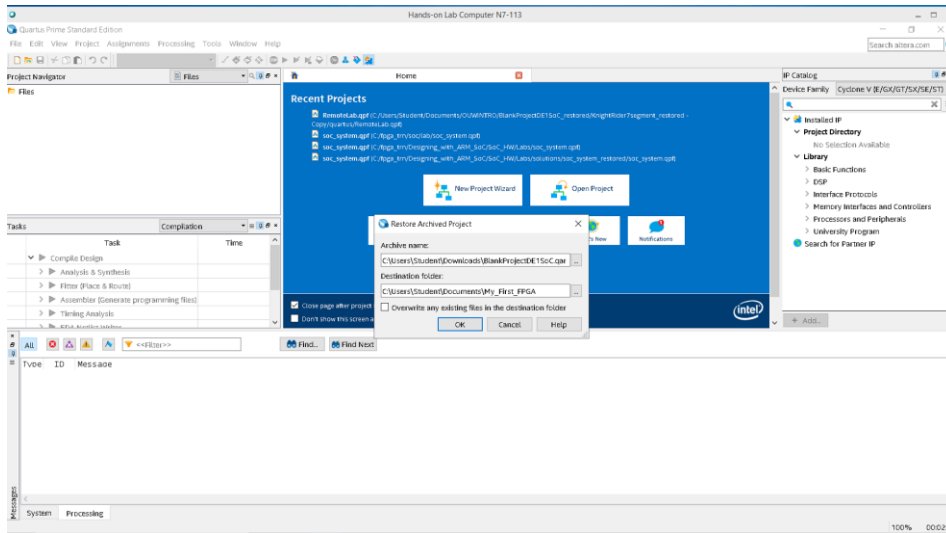 Hands-on Lab Computer N7-113
Quartus Prime Standard Edition
File Edit View Project Assignments Processing Tools Window Help
Search altera.com
Project Navigator
Files
Files
Home
Recent Projects
RemoteLab.qpf (C:/Users/Student/Documents/OUWINTRO/BlankProjectDE1SoC_restored/KnightRider7segment_restored -
Copy/quartus/RemoteLab.qpf)
soc_system.qpf (C:/fpga_trn/soc/lab/soc_system.qpf)
soc_system.qpf (C:/fpga_trn/Designing_with_ARM_SoC/SoC_HW/Labs/soc_system.qpf)
soc_system.qpf (C:/fpga_trn/Designing_with_ARM_SoC/SoC_HW/Labs/solutions/soc_system_restored/soc_system.qpf)
New Project Wizard
Open Project
Notifications
Close page after project
Don't show this screen a
intel
IP Catalog
Device Family Cyclone V (E/GX/GT/SX/SE/ST)
Installed IP
Project Directory
No Selection Available
Library
Basic Functions
DSP
Interface Protocols
Memory Interfaces and Controllers
Processors and Peripherals
University Program
Search for Partner IP
+ Add...
Tasks
Compilation
Task Time
Compile Design
Analysis & Synthesis
Fitter (Place & Route)
Assembler (Generate programming files)
Timing Analysis
EDA Netlist Writer
Restore Archived Project
Archive name:
C:\Users\Student\Downloads\BlankProjectDE1SoC.qar
...
Destination folder:
C:\Users\Student\Documents\My_First_FPGA
...
Overwrite any existing files in the destination folder
OK Cancel Help
All
<<Filter>>
Find... Find Next
Type ID Message
Messages
System Processing
100% 00:02